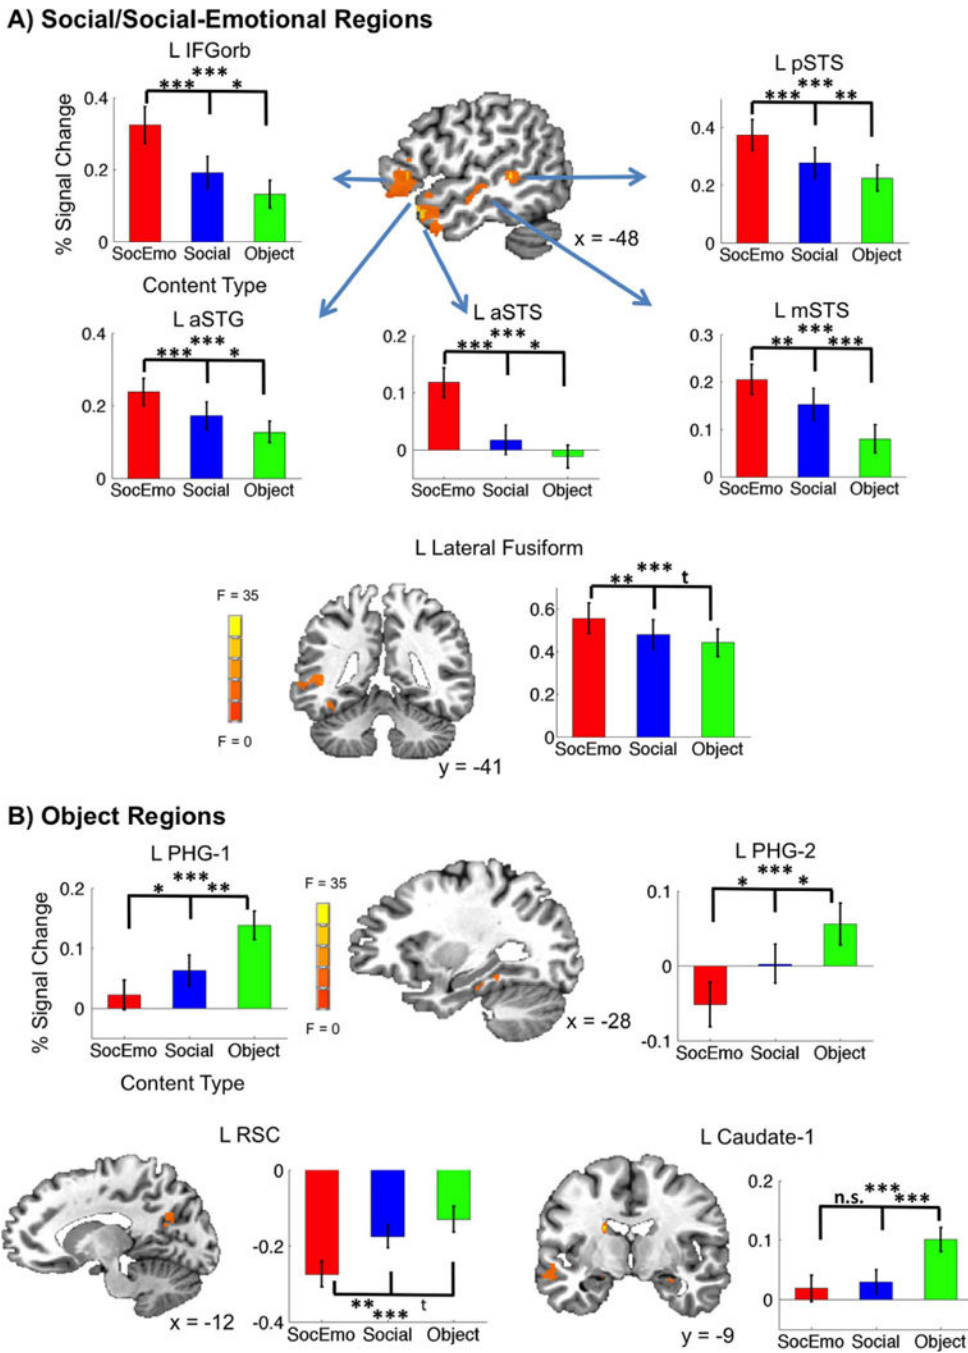 A) Social/Social-Emotional Regions
L IFGorb
*** 
*** *
0.4
0.2
0
% Signal Change
SocEmo Social Object
Content Type
x = -48
L pSTS
***
*** **
0.4
0.2
0
SocEmo Social Object
L aSTG
***
*** *
0.4
0.2
0
SocEmo Social Object
L aSTS
***
*** *
0.2
0.1
0
SocEmo Social Object
L mSTS
***
** ***
0.3
0.2
0.1
0
SocEmo Social Object
L Lateral Fusiform
F = 35
F = 0
y = -41
***
** t
0.6
0.4
0.2
0
SocEmo Social Object
B) Object Regions
L PHG-1
***
* **
0.2
0.1
0
% Signal Change
SocEmo Social Object
Content Type
F = 35
F = 0
x = -28
L PHG-2
***
* *
0.1
0
-0.1
SocEmo Social Object
L RSC
x = -12
0
-0.2
-0.4
** t
***
SocEmo Social Object
L Caudate-1
y = -9
***
n.s. ***
0.2
0.1
0
SocEmo Social Object